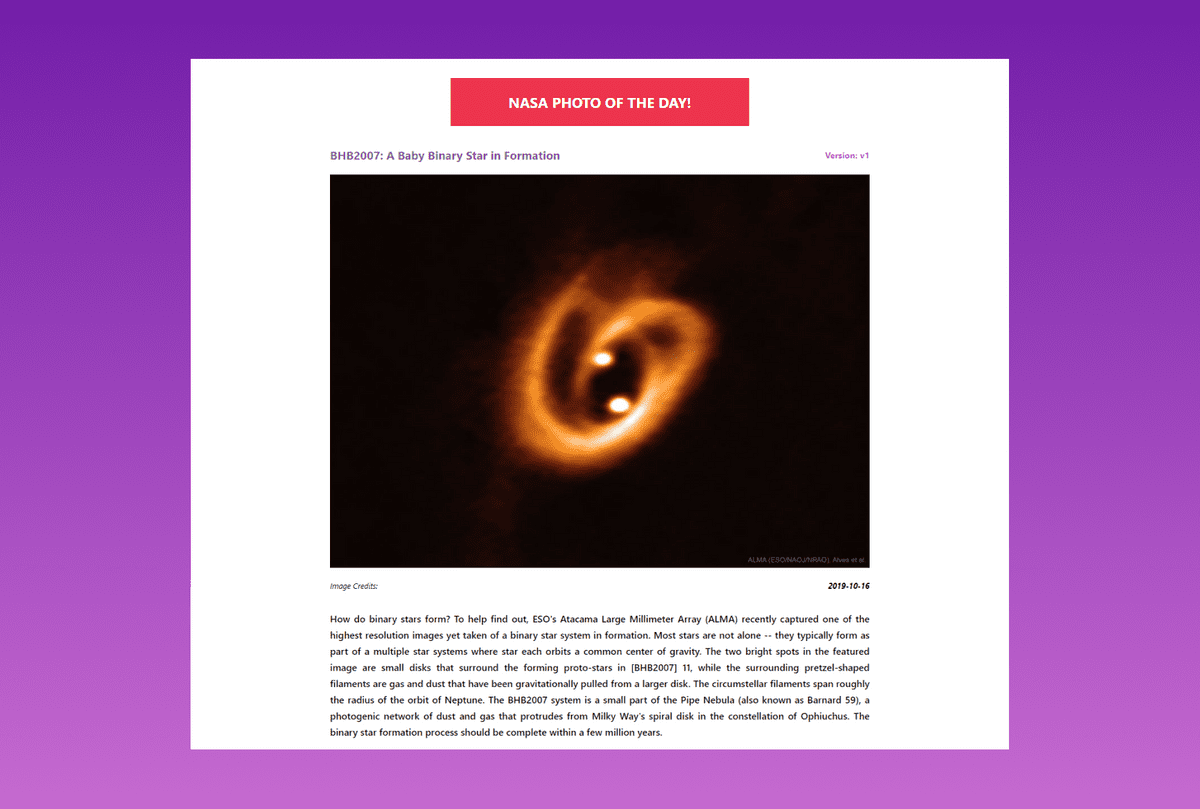 NASA PHOTO OF THE DAY!
BHB2007: A Baby Binary Star in Formation
Version: v1
ALMA (ESO/NAOJ/NRAO), Alves et al.
Image Credits:
2019-10-16
How do binary stars form? To help find out, ESO's Atacama Large Millimeter Array (ALMA) recently captured one of the
highest resolution images yet taken of a binary star system in formation. Most stars are not alone -- they typically form as
part of a multiple star systems where star each orbits a common center of gravity. The two bright spots in the featured
image are small disks that surround the forming proto-stars in [BHB2007] 11, while the surrounding pretzel-shaped
filaments are gas and dust that have been gravitationally pulled from a larger disk. The circumstellar filaments span roughly
the radius of the orbit of Neptune. The BHB2007 system is a small part of the Pipe Nebula (also known as Barnard 59), a
photogenic network of dust and gas that protrudes from Milky Way's spiral disk in the constellation of Ophiuchus. The
binary star formation process should be complete within a few million years.